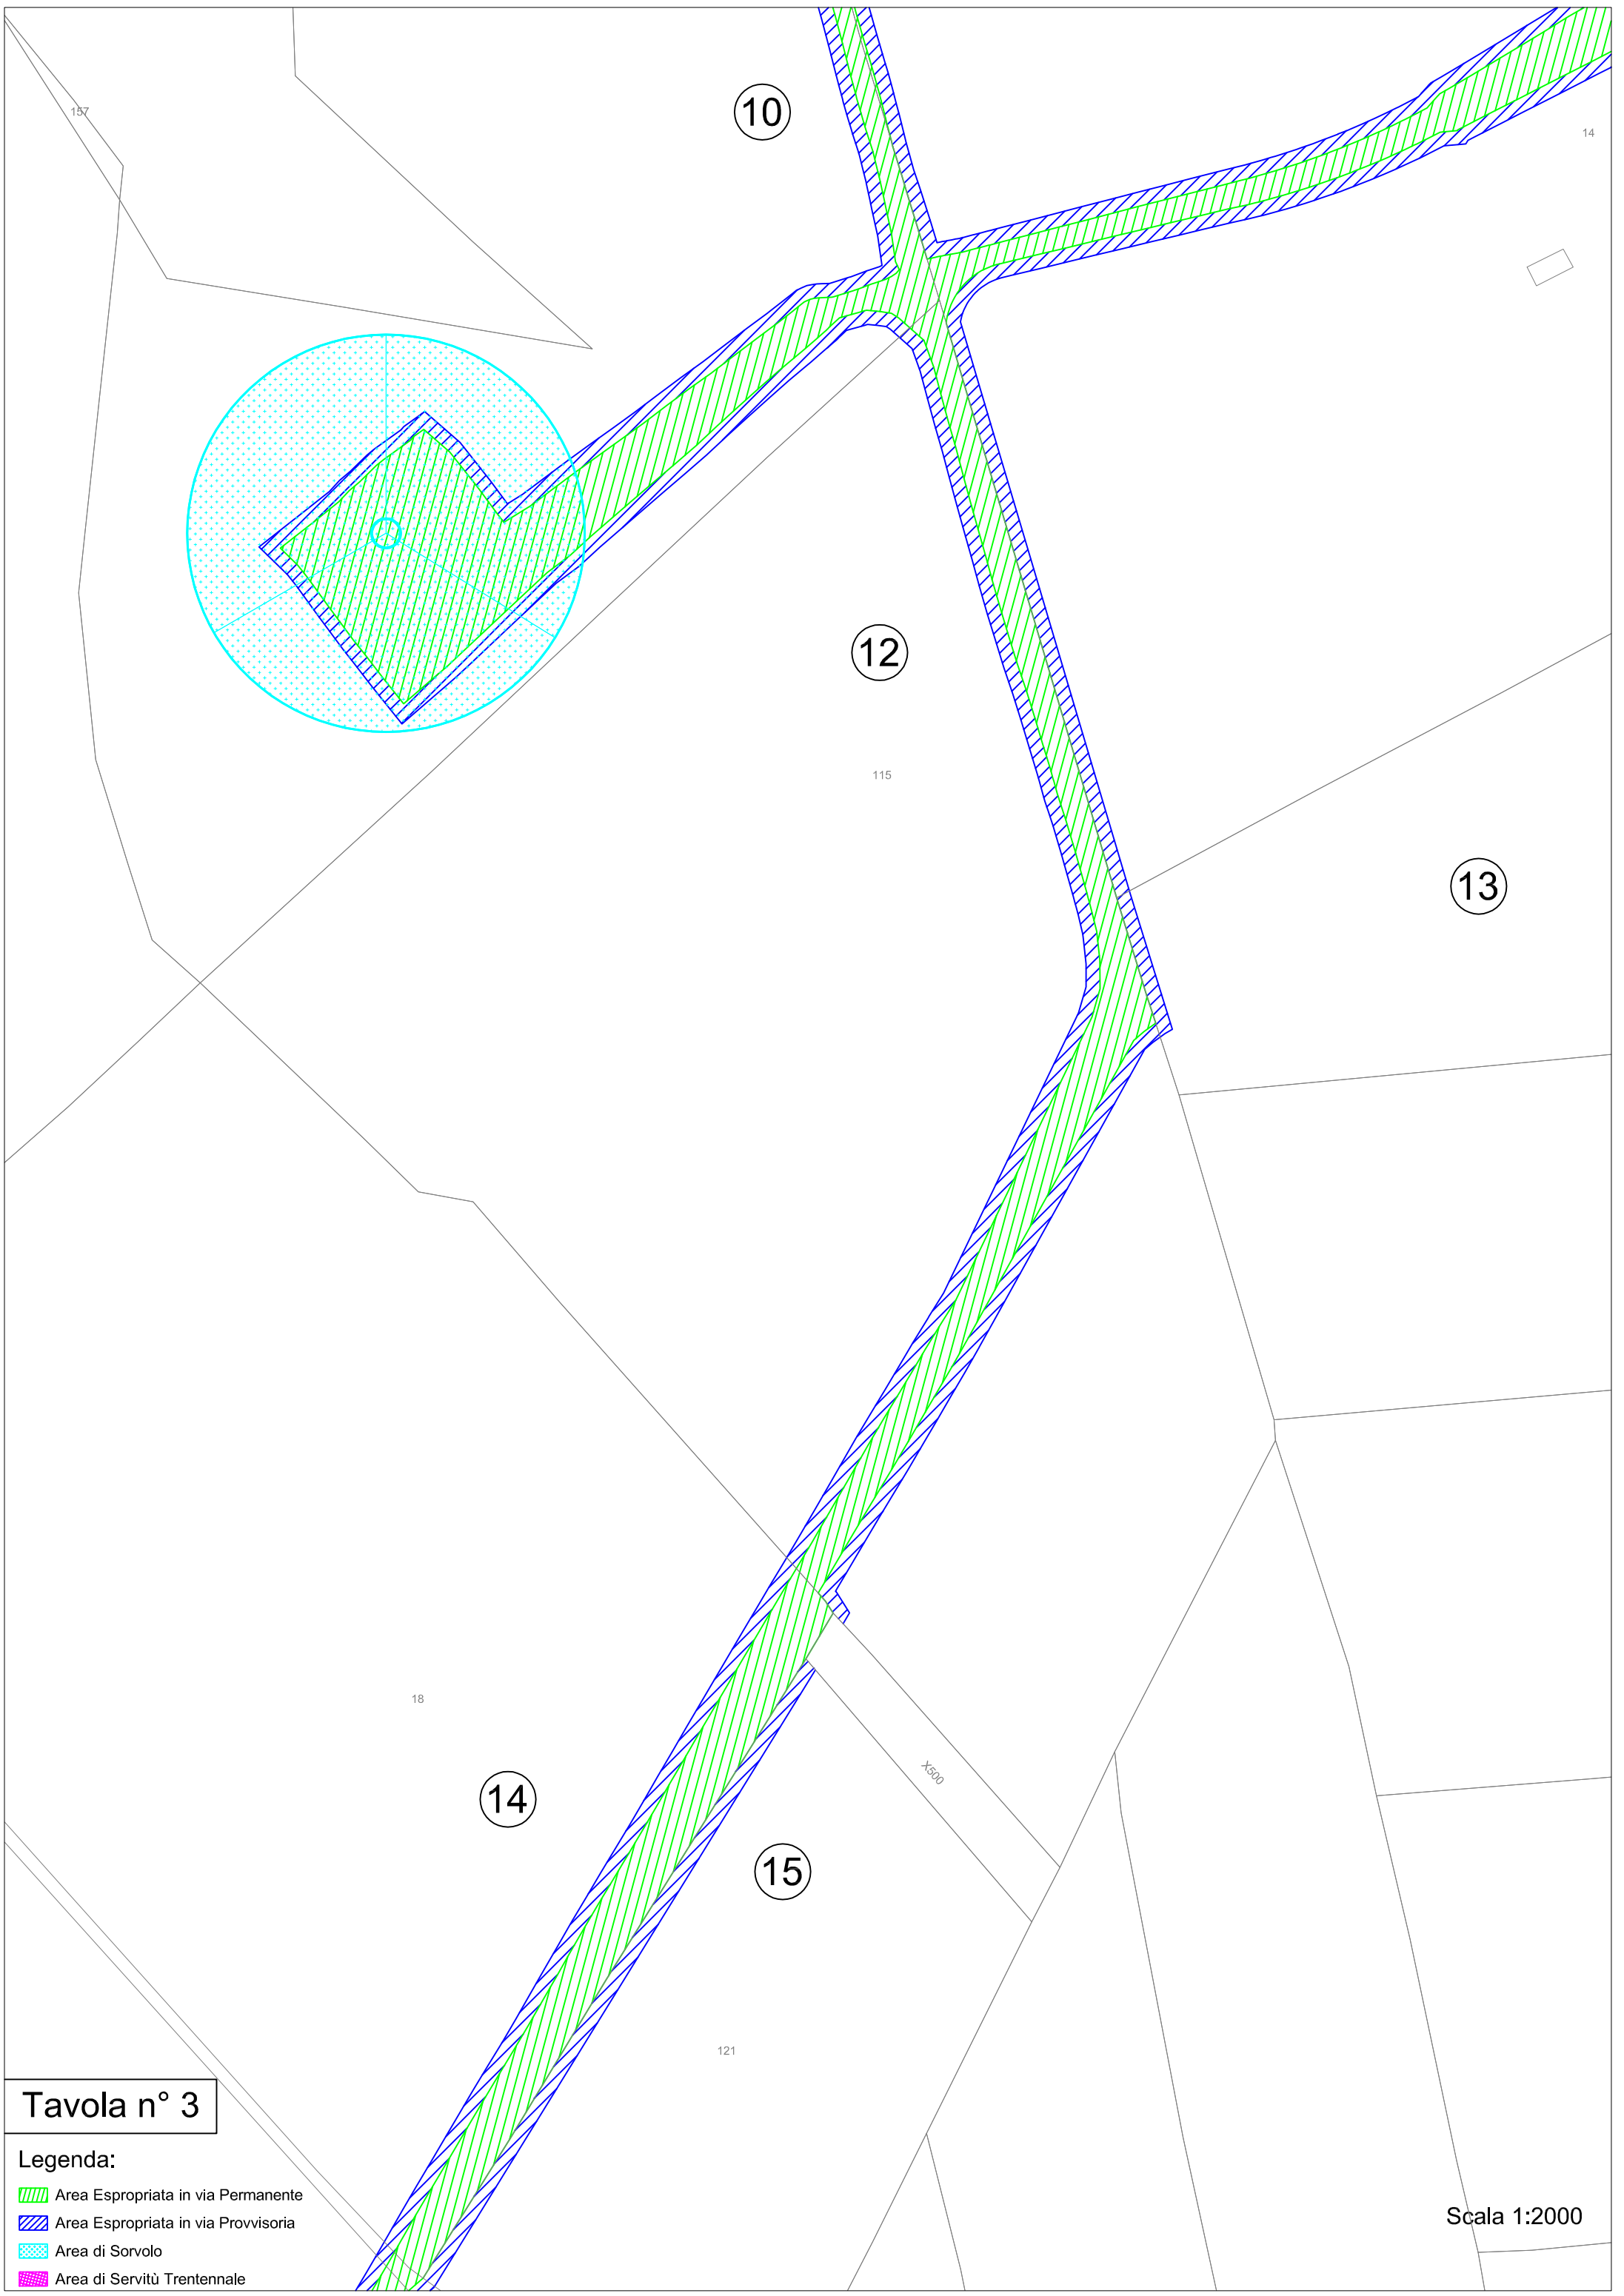 157
10
14
12
115
13
18
X500
14
15
121
Tavola n° 3
Legenda:
Area Espropriata in via Permanente
Area Espropriata in via Provvisoria
Area di Sorvolo
Area di Servitù Trentennale
Scala 1:2000